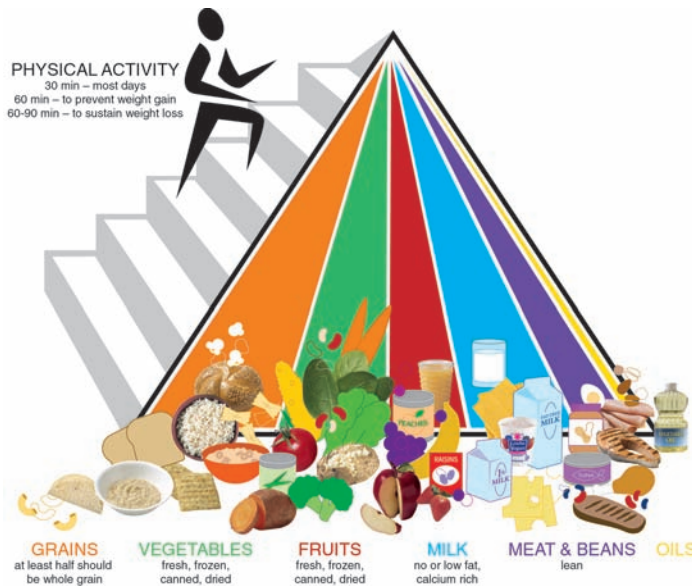 PHYSICAL ACTIVITY
30 min – most days
60 min – to prevent weight gain
60-90 min – to sustain weight loss
PEACHES
RAISINS
MILK
MILK
GRAINS
at least half should
be whole grain
VEGETABLES
fresh, frozen,
canned, dried
FRUITS
fresh, frozen,
canned, dried
MILK
no or low fat,
calcium rich
MEAT & BEANS
lean
OILS